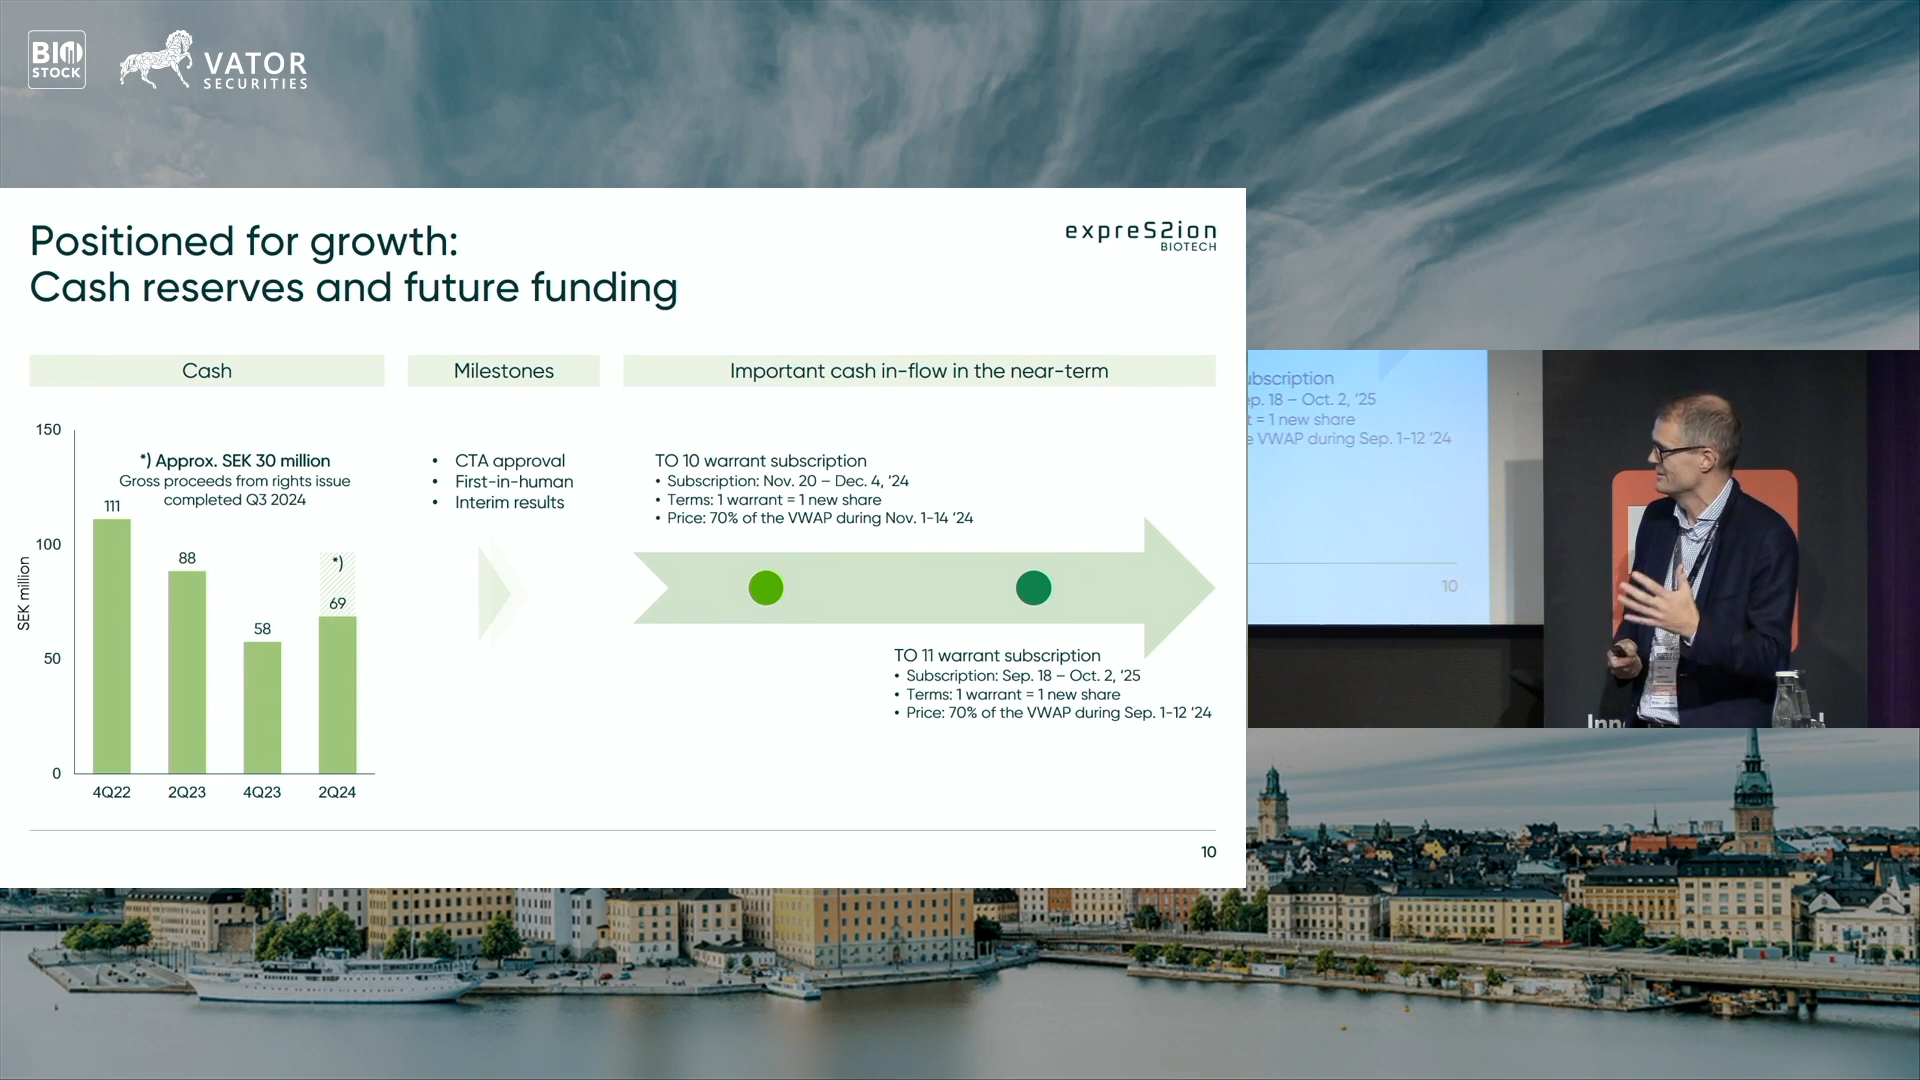 BIO
STOCK
VATOR
SECURITIES
Positioned for growth:
Cash reserves and future funding
expreS2ion
BIOTECH
Cash
Milestones
Important cash in-flow in the near-term
150
100
50
0
SEK million
*) Approx. SEK 30 million
Gross proceeds from rights issue
completed Q3 2024
111
88
58
*)
69
4Q22
2Q23
4Q23
2Q24
• CTA approval
• First-in-human
• Interim results
TO 10 warrant subscription
• Subscription: Nov. 20 – Dec. 4, '24
• Terms: 1 warrant = 1 new share
• Price: 70% of the VWAP during Nov. 1-14 '24
TO 11 warrant subscription
• Subscription: Sep. 18 – Oct. 2, '25
• Terms: 1 warrant = 1 new share
• Price: 70% of the VWAP during Sep. 1-12 '24
10
ubscription
ep. 18 – Oct. 2, '25
t = 1 new share
e VWAP during Sep. 1-12 '24
10